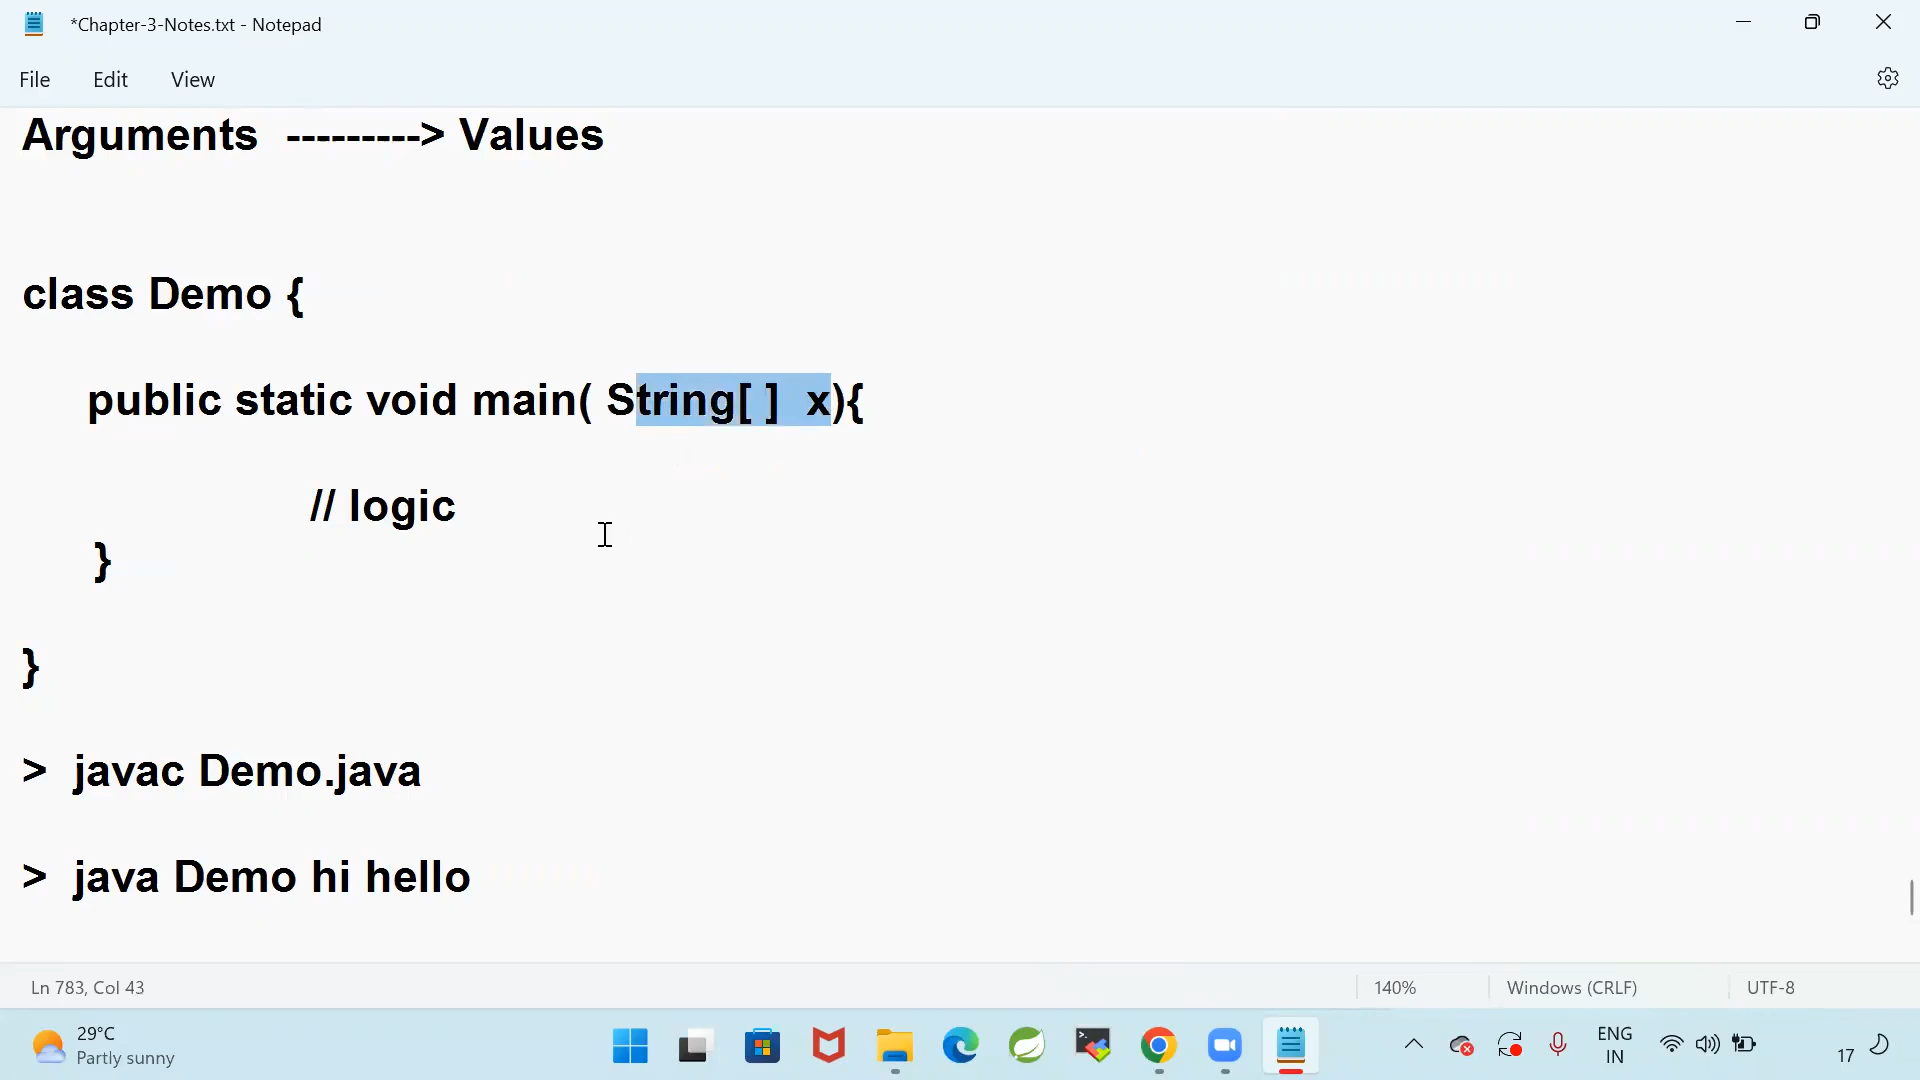 *Chapter-3-Notes.txt - Notepad
File Edit View
Arguments ---------> Values
class Demo {
public static void main( String[ ] x){
// logic
}
}
> javac Demo.java
> java Demo hi hello
Ln 783, Col 43 140% Windows (CRLF) UTF-8
29°C
Partly sunny
ENG
IN
17